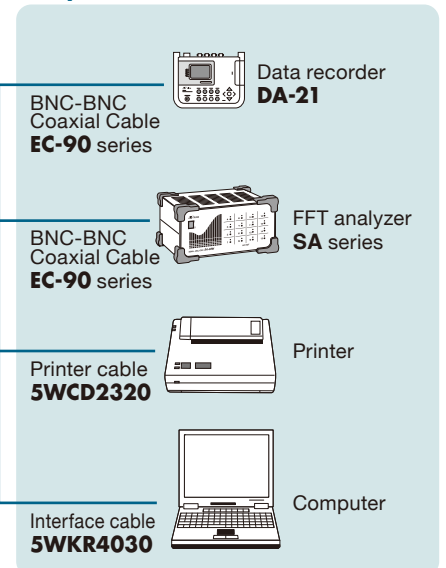 Data recorder
DA-21
BNC-BNC
Coaxial Cable
EC-90 series
FFT analyzer
SA series
BNC-BNC
Coaxial Cable
EC-90 series
Printer
Printer cable
5WCD2320
Computer
Interface cable
5WKR4030